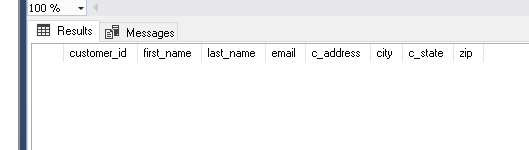 100 %
Results Messages
customer_id first_name last_name email c_address city c_state zip